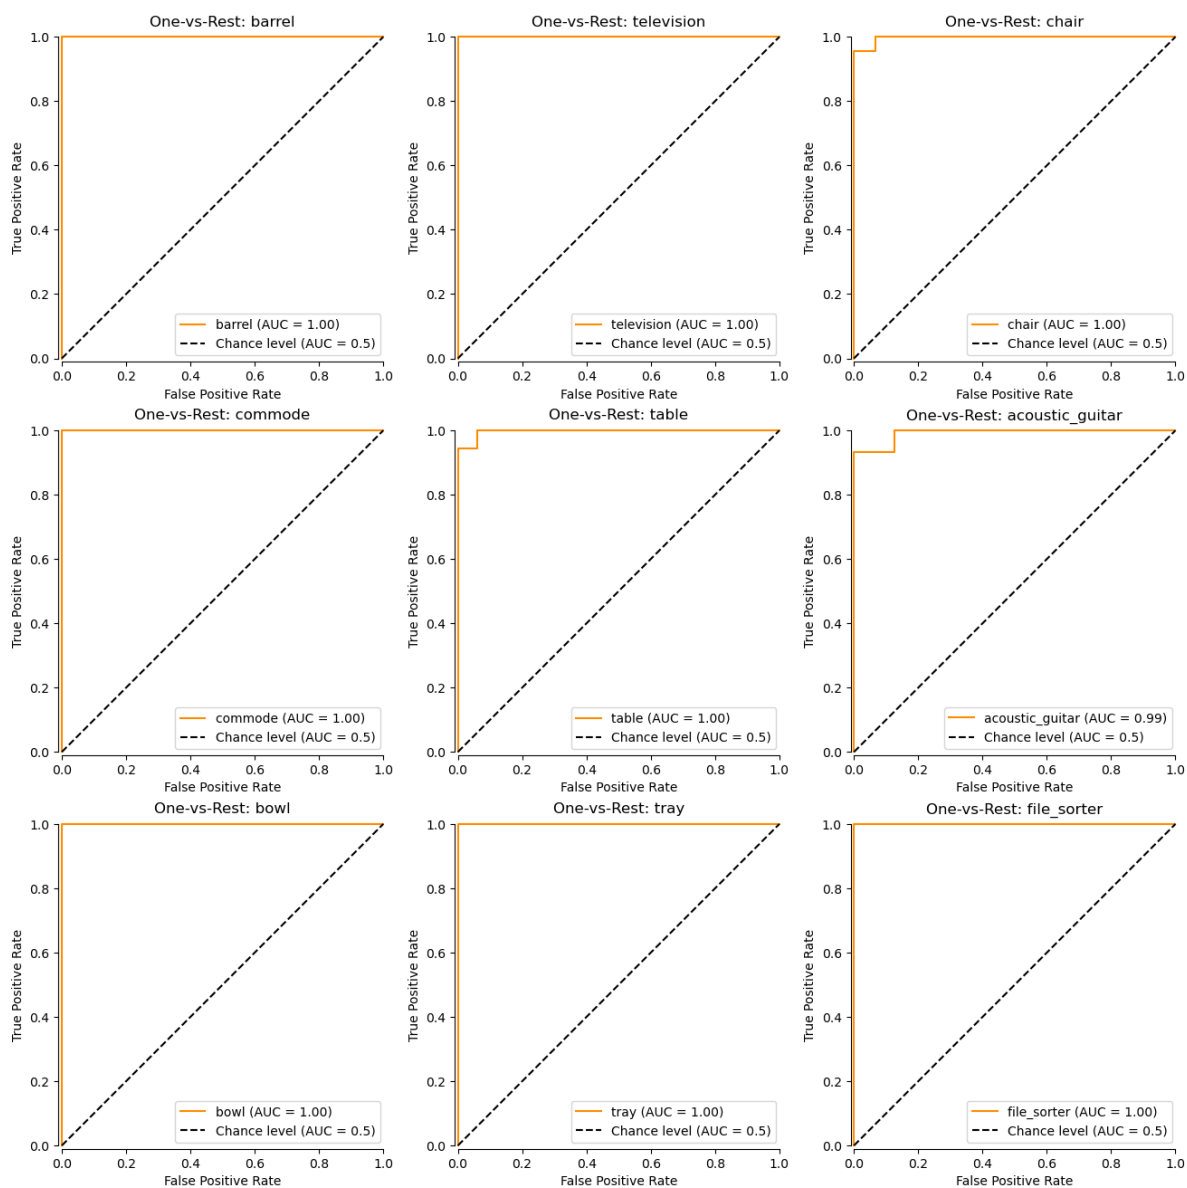 One-vs-Rest: barrel
True Positive Rate
1.0
0.8
0.6
0.4
0.2
0.0
barrel (AUC = 1.00)
Chance level (AUC = 0.5)
0.0 0.2 0.4 0.6 0.8 1.0
False Positive Rate
One-vs-Rest: television
True Positive Rate
1.0
0.8
0.6
0.4
0.2
0.0
television (AUC = 1.00)
Chance level (AUC = 0.5)
0.0 0.2 0.4 0.6 0.8 1.0
False Positive Rate
One-vs-Rest: chair
True Positive Rate
1.0
0.8
0.6
0.4
0.2
0.0
chair (AUC = 1.00)
Chance level (AUC = 0.5)
0.0 0.2 0.4 0.6 0.8 1.0
False Positive Rate
One-vs-Rest: commode
True Positive Rate
1.0
0.8
0.6
0.4
0.2
0.0
commode (AUC = 1.00)
Chance level (AUC = 0.5)
0.0 0.2 0.4 0.6 0.8 1.0
False Positive Rate
One-vs-Rest: table
True Positive Rate
1.0
0.8
0.6
0.4
0.2
0.0
table (AUC = 1.00)
Chance level (AUC = 0.5)
0.0 0.2 0.4 0.6 0.8 1.0
False Positive Rate
One-vs-Rest: acoustic_guitar
True Positive Rate
1.0
0.8
0.6
0.4
0.2
0.0
acoustic_guitar (AUC = 0.99)
Chance level (AUC = 0.5)
0.0 0.2 0.4 0.6 0.8 1.0
False Positive Rate
One-vs-Rest: bowl
True Positive Rate
1.0
0.8
0.6
0.4
0.2
0.0
bowl (AUC = 1.00)
Chance level (AUC = 0.5)
0.0 0.2 0.4 0.6 0.8 1.0
False Positive Rate
One-vs-Rest: tray
True Positive Rate
1.0
0.8
0.6
0.4
0.2
0.0
tray (AUC = 1.00)
Chance level (AUC = 0.5)
0.0 0.2 0.4 0.6 0.8 1.0
False Positive Rate
One-vs-Rest: file_sorter
True Positive Rate
1.0
0.8
0.6
0.4
0.2
0.0
file_sorter (AUC = 1.00)
Chance level (AUC = 0.5)
0.0 0.2 0.4 0.6 0.8 1.0
False Positive Rate